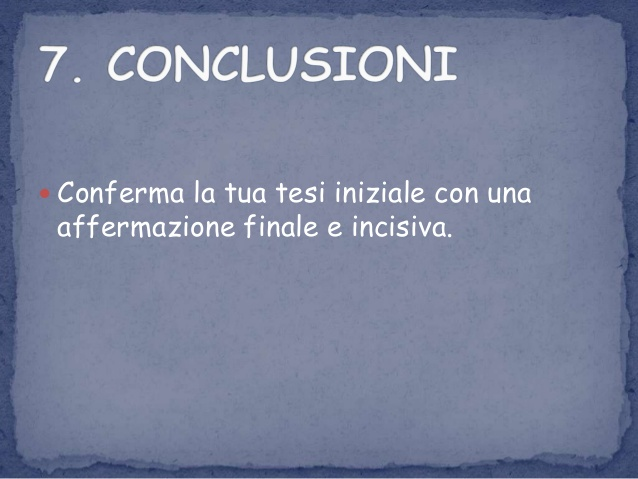 7. CONCLUSIONI
Conferma la tua tesi iniziale con una
affermazione finale e incisiva.